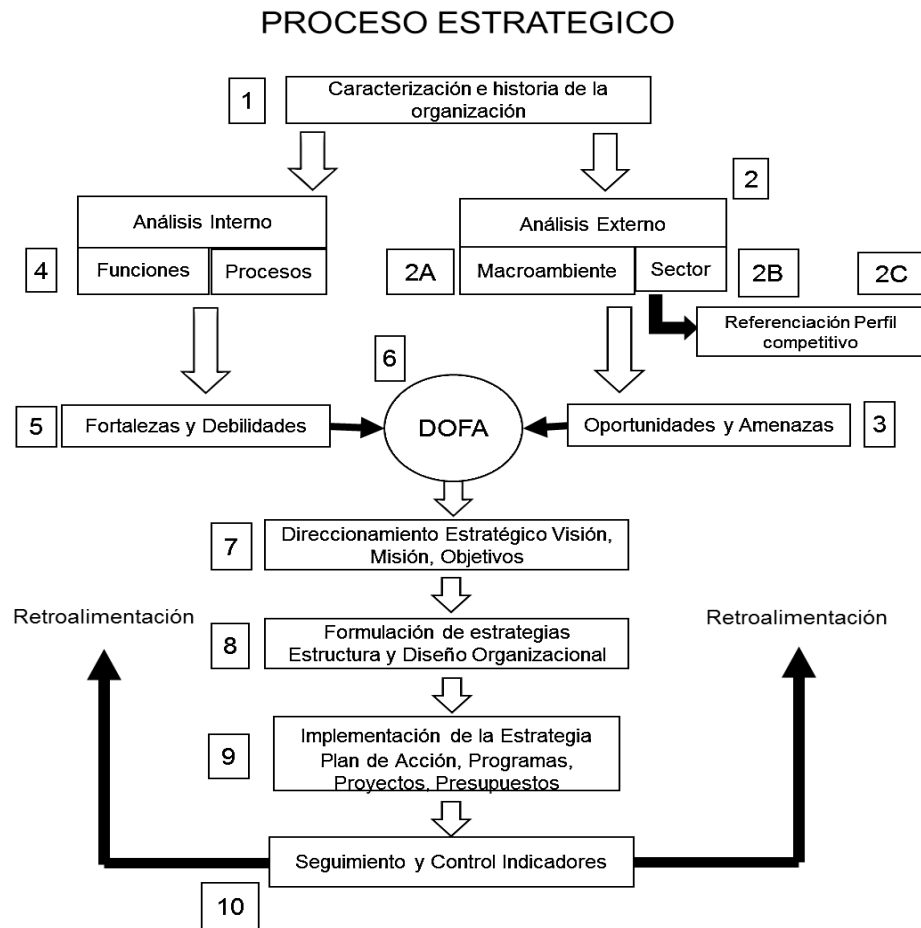 PROCESO ESTRATEGICO
1
Caracterización e historia de la
organización
2
Análisis Interno
Análisis Externo
4
Funciones
Procesos
2A
Macroambiente
Sector
2B
2C
Referenciación Perfil
competitivo
6
5
Fortalezas y Debilidades
DOFA
Oportunidades y Amenazas
3
7
Direccionamiento Estratégico Visión,
Misión, Objetivos
Retroalimentación
Retroalimentación
8
Formulación de estrategias
Estructura y Diseño Organizacional
9
Implementación de la Estrategia
Plan de Acción, Programas,
Proyectos, Presupuestos
Seguimiento y Control Indicadores
10